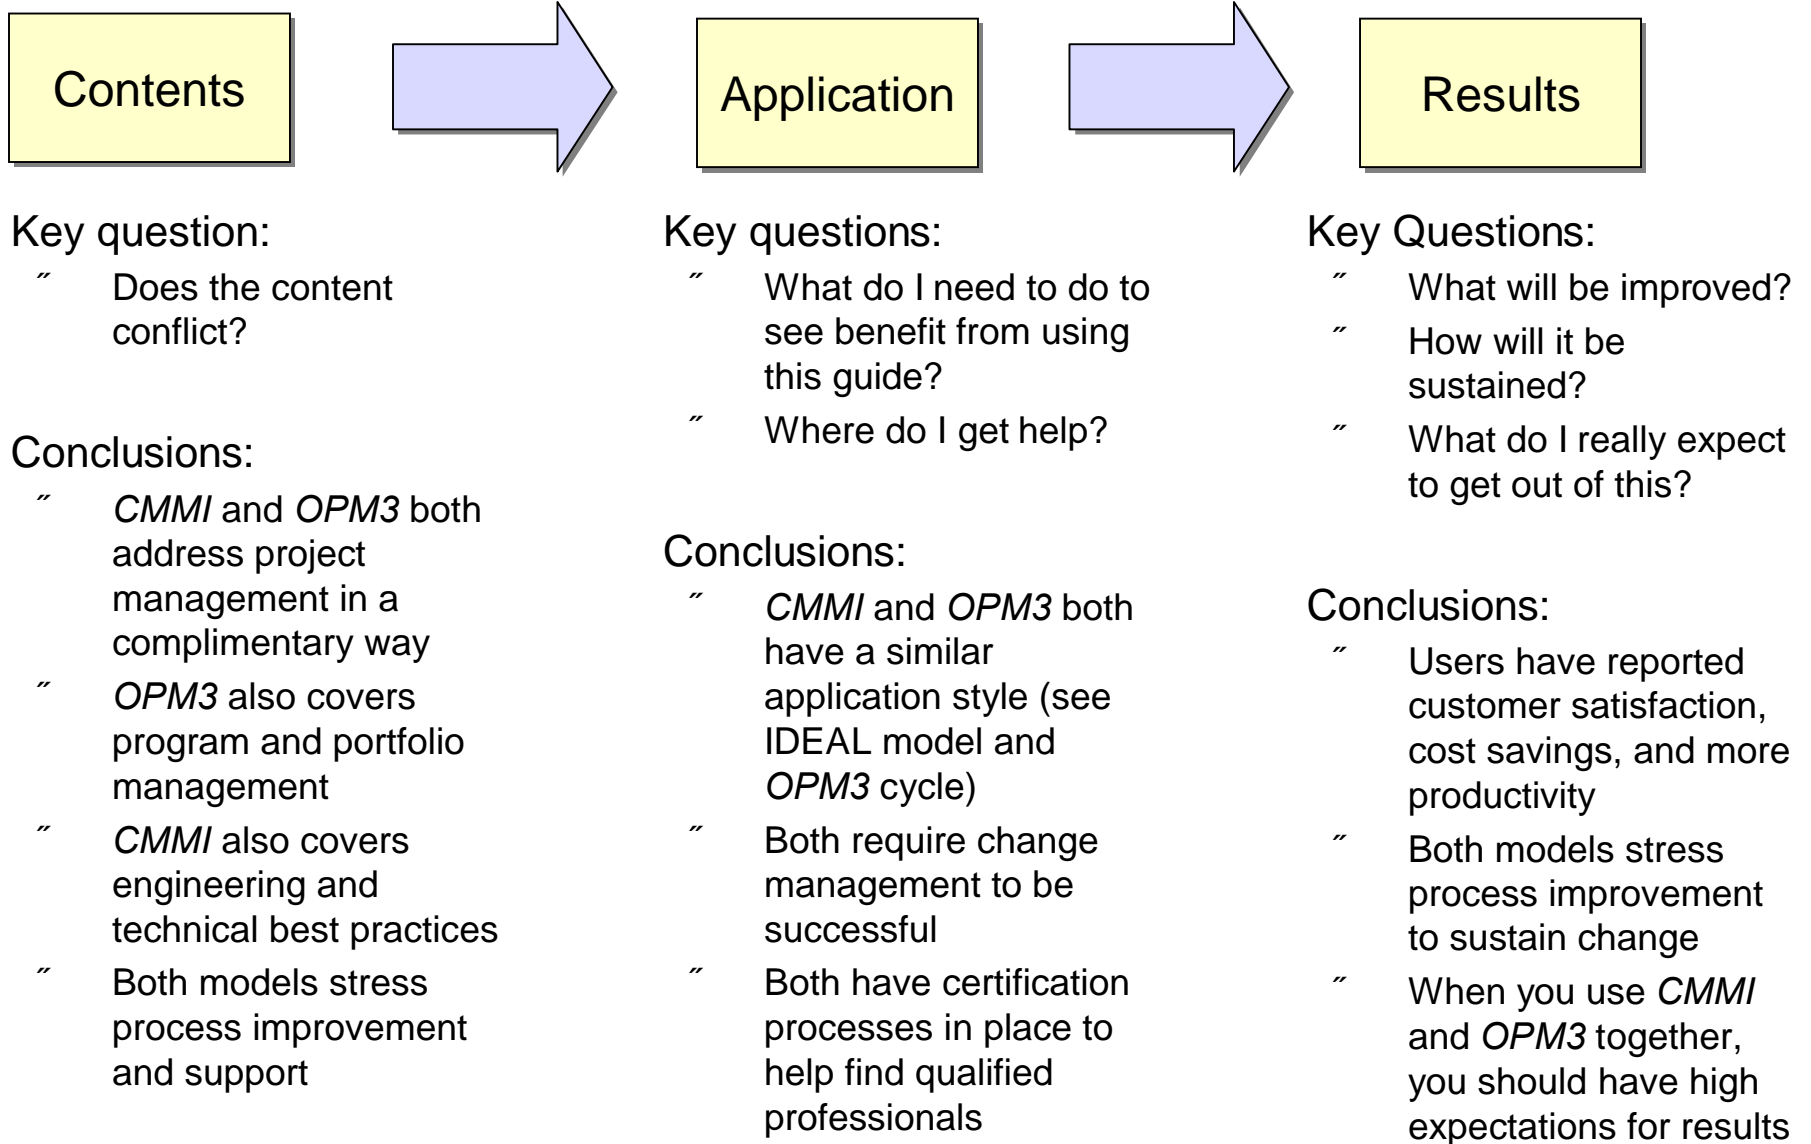 Contents
Application
Results
Key question:
˝ Does the content
conflict?
Conclusions:
˝ CMMI and OPM3 both
address project
management in a
complimentary way
˝ OPM3 also covers
program and portfolio
management
˝ CMMI also covers
engineering and
technical best practices
˝ Both models stress
process improvement
and support
Key questions:
˝ What do I need to do to
see benefit from using
this guide?
˝ Where do I get help?
Conclusions:
˝ CMMI and OPM3 both
have a similar
application style (see
IDEAL model and
OPM3 cycle)
˝ Both require change
management to be
successful
˝ Both have certification
processes in place to
help find qualified
professionals
Key Questions:
˝ What will be improved?
˝ How will it be
sustained?
˝ What do I really expect
to get out of this?
Conclusions:
˝ Users have reported
customer satisfaction,
cost savings, and more
productivity
˝ Both models stress
process improvement
to sustain change
˝ When you use CMMI
and OPM3 together,
you should have high
expectations for results